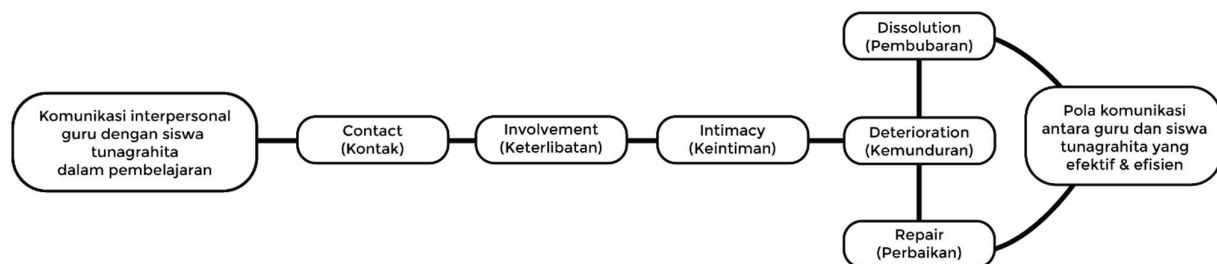 Komunikasi interpersonal
guru dengan siswa
tunagrahita
dalam pembelajaran
Contact
(Kontak)
Involvement
(Keterlibatan)
Intimacy
(Keintiman)
Dissolution
(Pembubaran)
Deterioration
(Kemunduran)
Repair
(Perbaikan)
Pola komunikasi
antara guru dan siswa
tunagrahita yang
efektif & efisien